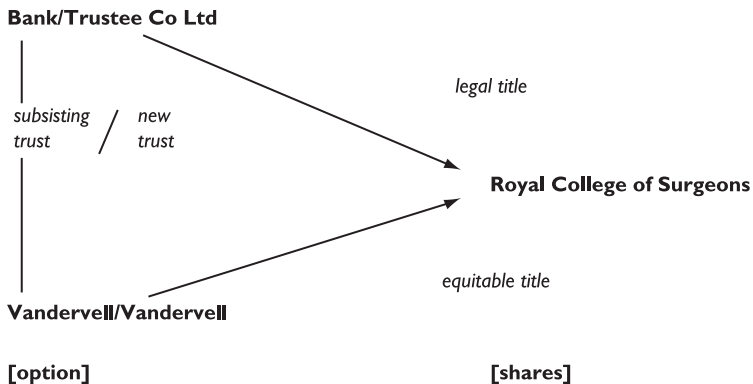 Bank/Trustee Co Ltd
legal title
subsisting / new
trust trust
Royal College of Surgeons
equitable title
Vandervell/Vandervell
[option] [shares]